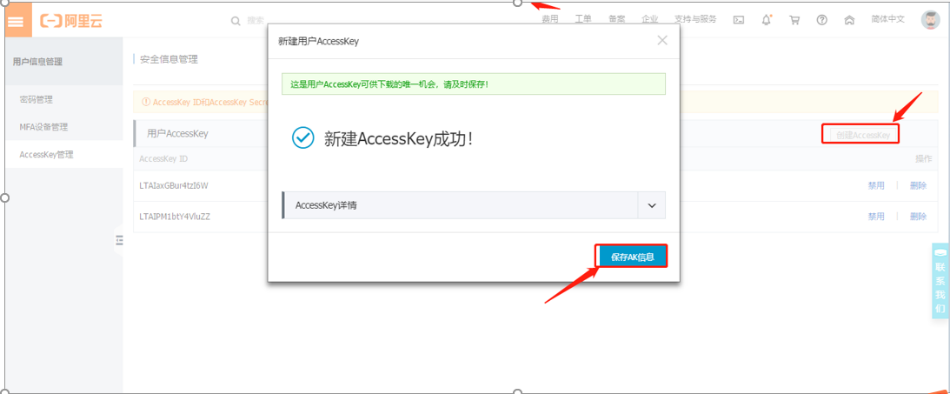 阿里云
搜索
费用 工单 备案 企业 支持与服务 简体中文
用户信息管理
密码管理
MFA设备管理
AccessKey管理
安全信息管理
AccessKey ID和AccessKey Secre
用户AccessKey
创建AccessKey
AccessKey ID
操作
LTAIaxGBur4tzI6W
禁用 删除
LTAIPM1btY4VluZZ
禁用 删除
新建用户AccessKey
这是用户AccessKey可供下载的唯一机会，请及时保存！
新建AccessKey成功！
AccessKey详情
保存AK信息
联系我们